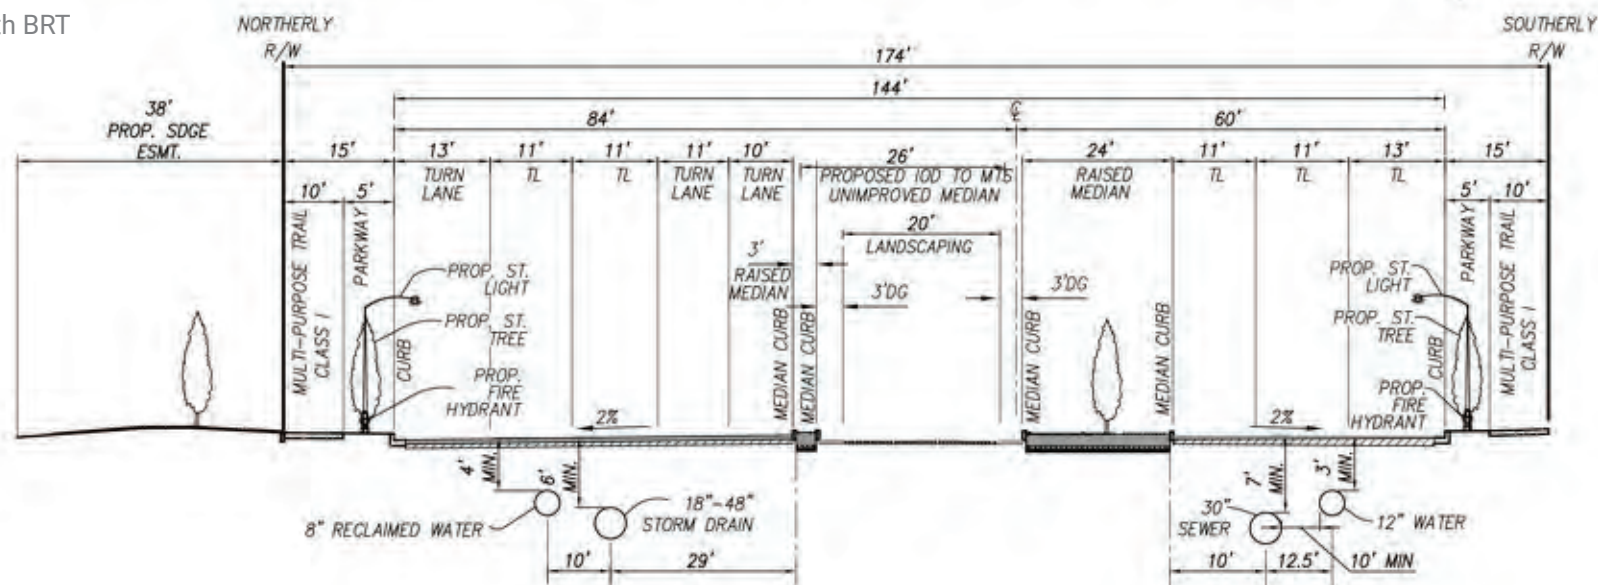 th BRT
NORTHERLY
R/W
SOUTHERLY
R/W
174'
144'
38'
PROP. SDGE
ESMT.
84'
℄
60'
15'
13'
TURN
LANE
11'
TL
11'
TL
11'
TURN
LANE
10'
TURN
LANE
26'
PROPOSED IOD TO MTS
UNIMPROVED MEDIAN
24'
RAISED
MEDIAN
11'
TL
11'
TL
13'
TL
15'
10'
5'
5'
10'
MULTI-PURPOSE TRAIL
CLASS I
PARKWAY
20'
LANDSCAPING
3'
RAISED
MEDIAN
3'DG
3'DG
PROP. ST.
LIGHT
PROP. ST.
TREE
CURB
PROP.
FIRE
HYDRANT
MEDIAN CURB
MEDIAN CURB
MEDIAN CURB
MEDIAN CURB
PROP. ST.
LIGHT
PROP. ST.
TREE
CURB
PROP.
FIRE
HYDRANT
PARKWAY
MULTI-PURPOSE TRAIL
CLASS I
2%
2%
4'
MIN.
6'
MIN.
8" RECLAIMED WATER
18"-48"
STORM DRAIN
7'
MIN.
3'
MIN.
30"
SEWER
12" WATER
10'
29'
10'
12.5'
10' MIN